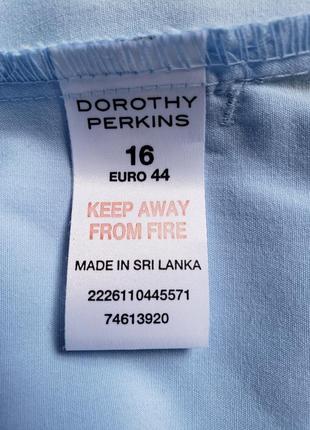 DOROTHY
PERKINS
16
EURO 44
KEEP AWAY
FROM FIRE
MADE IN SRI LANKA
2226110445571
74613920